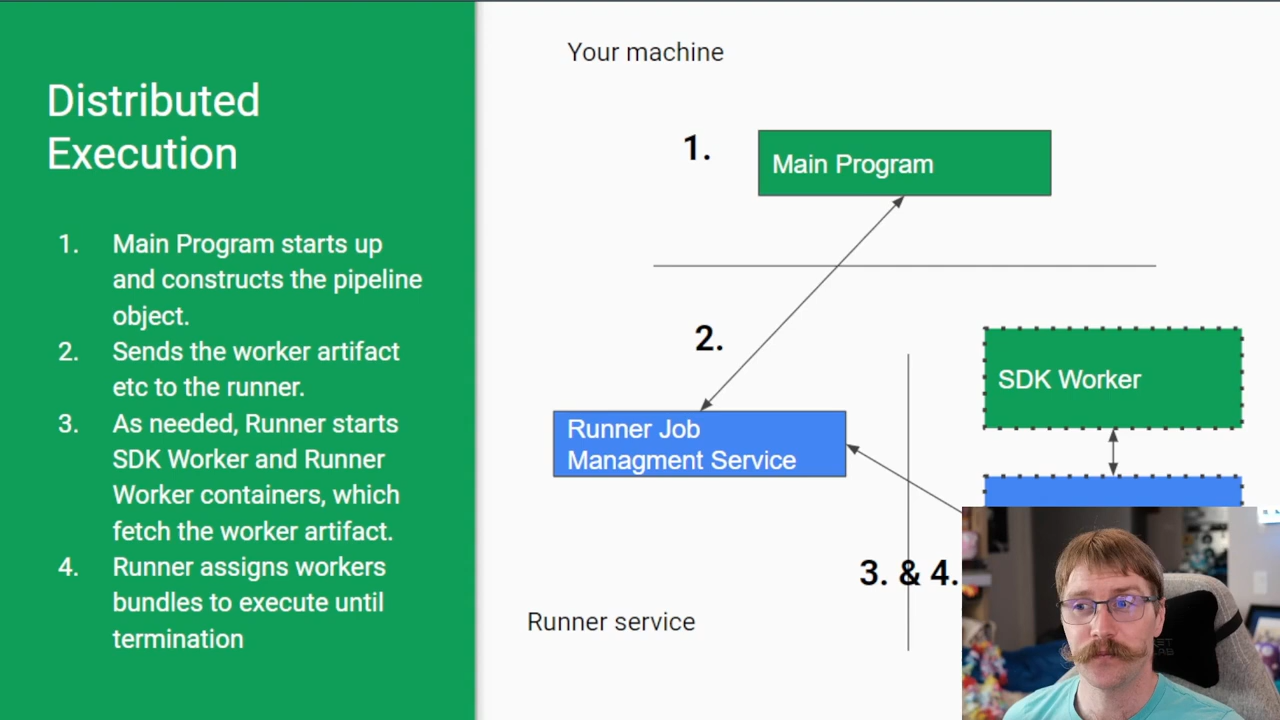 Distributed
Execution
1. Main Program starts up
and constructs the pipeline
object.
2. Sends the worker artifact
etc to the runner.
3. As needed, Runner starts
SDK Worker and Runner
Worker containers, which
fetch the worker artifact.
4. Runner assigns workers
bundles to execute until
termination
Your machine
1.
Main Program
2.
SDK Worker
Runner Job
Managment Service
3. & 4.
Runner service